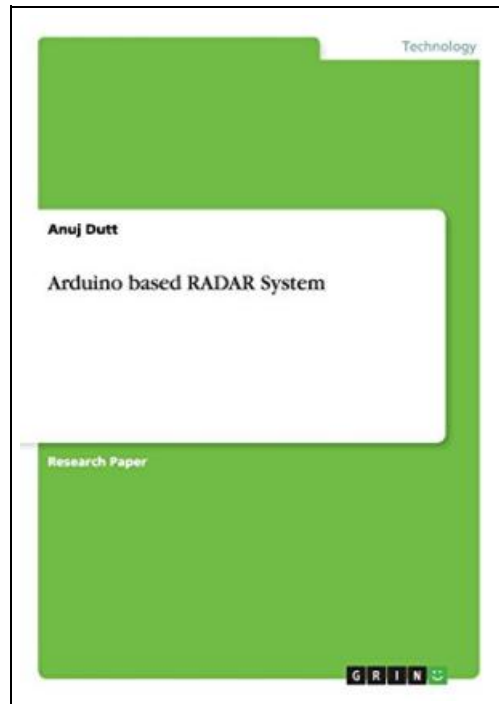 Technology
Anuj Dutt
Arduino based RADAR System
Research Paper
GRIN